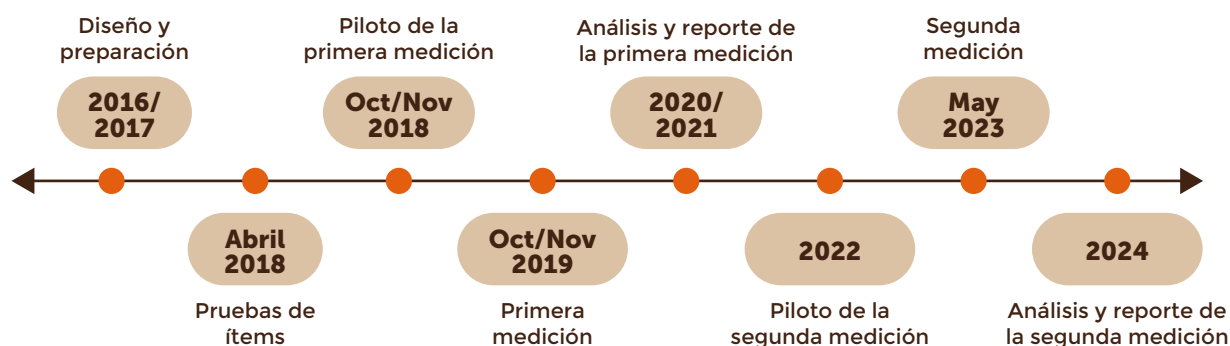 Diseño y
preparación
2016/
2017
Abril
2018
Pruebas de
ítems
Piloto de la
primera medición
Oct/Nov
2018
Oct/Nov
2019
Primera
medición
Análisis y reporte de
la primera medición
2020/
2021
2022
Piloto de la
segunda medición
Segunda
medición
May
2023
2024
Análisis y reporte de
la segunda medición